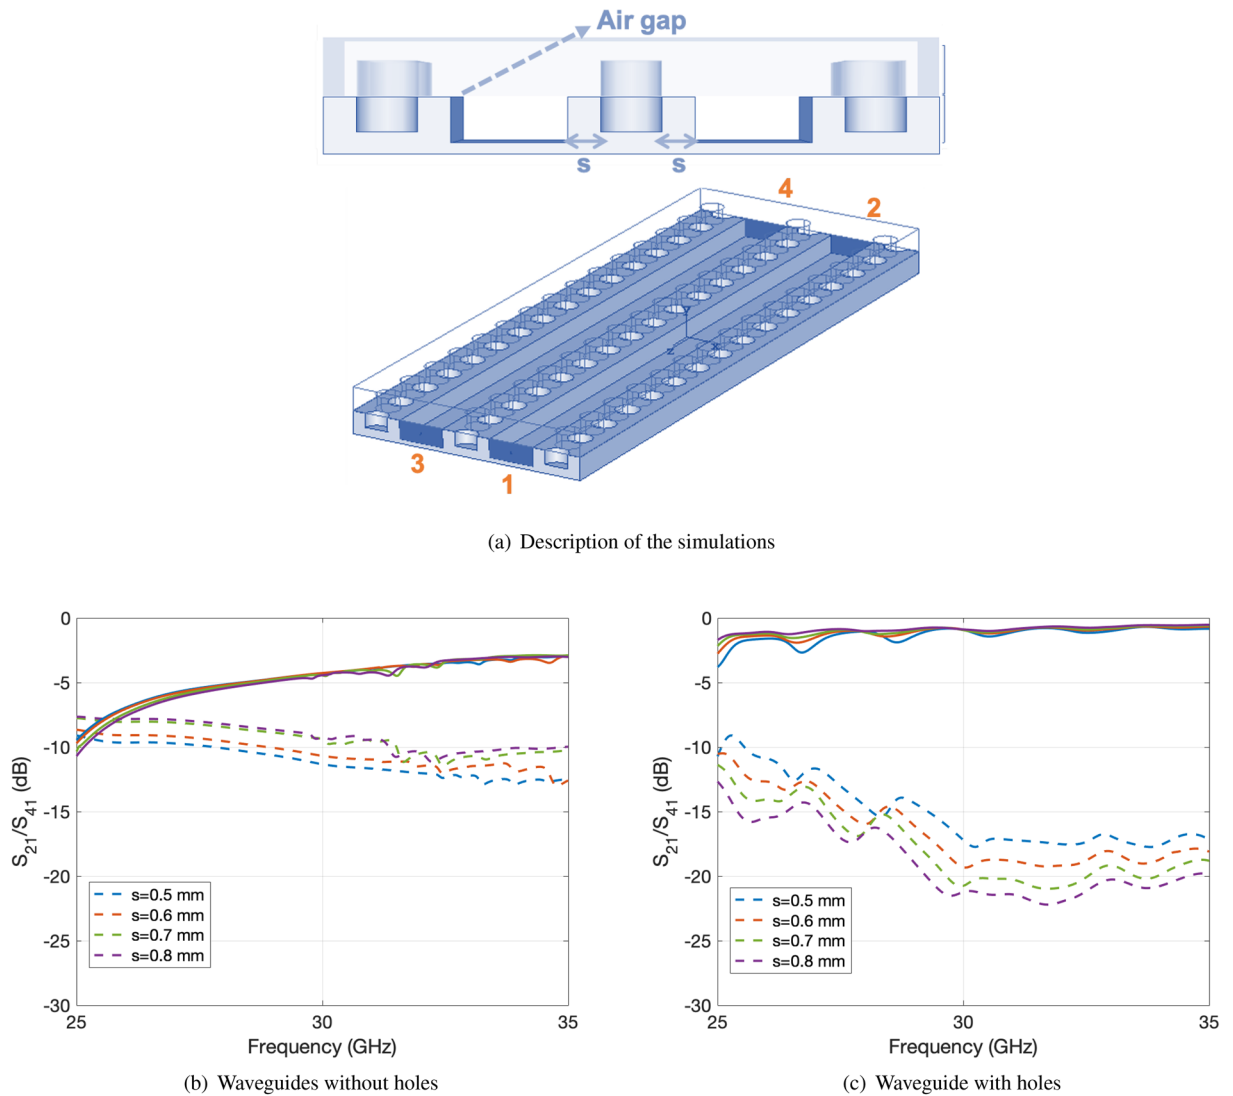 Air gap
s s
4
2
y
x
z
3
1
(a) Description of the simulations
0
-5
-10
-15
-20
-25
-30
S21/S41 (dB)
s=0.5 mm
s=0.6 mm
s=0.7 mm
s=0.8 mm
25 30 35
Frequency (GHz)
(b) Waveguides without holes
0
-5
-10
-15
-20
-25
-30
S21/S41 (dB)
s=0.5 mm
s=0.6 mm
s=0.7 mm
s=0.8 mm
25 30 35
Frequency (GHz)
(c) Waveguide with holes